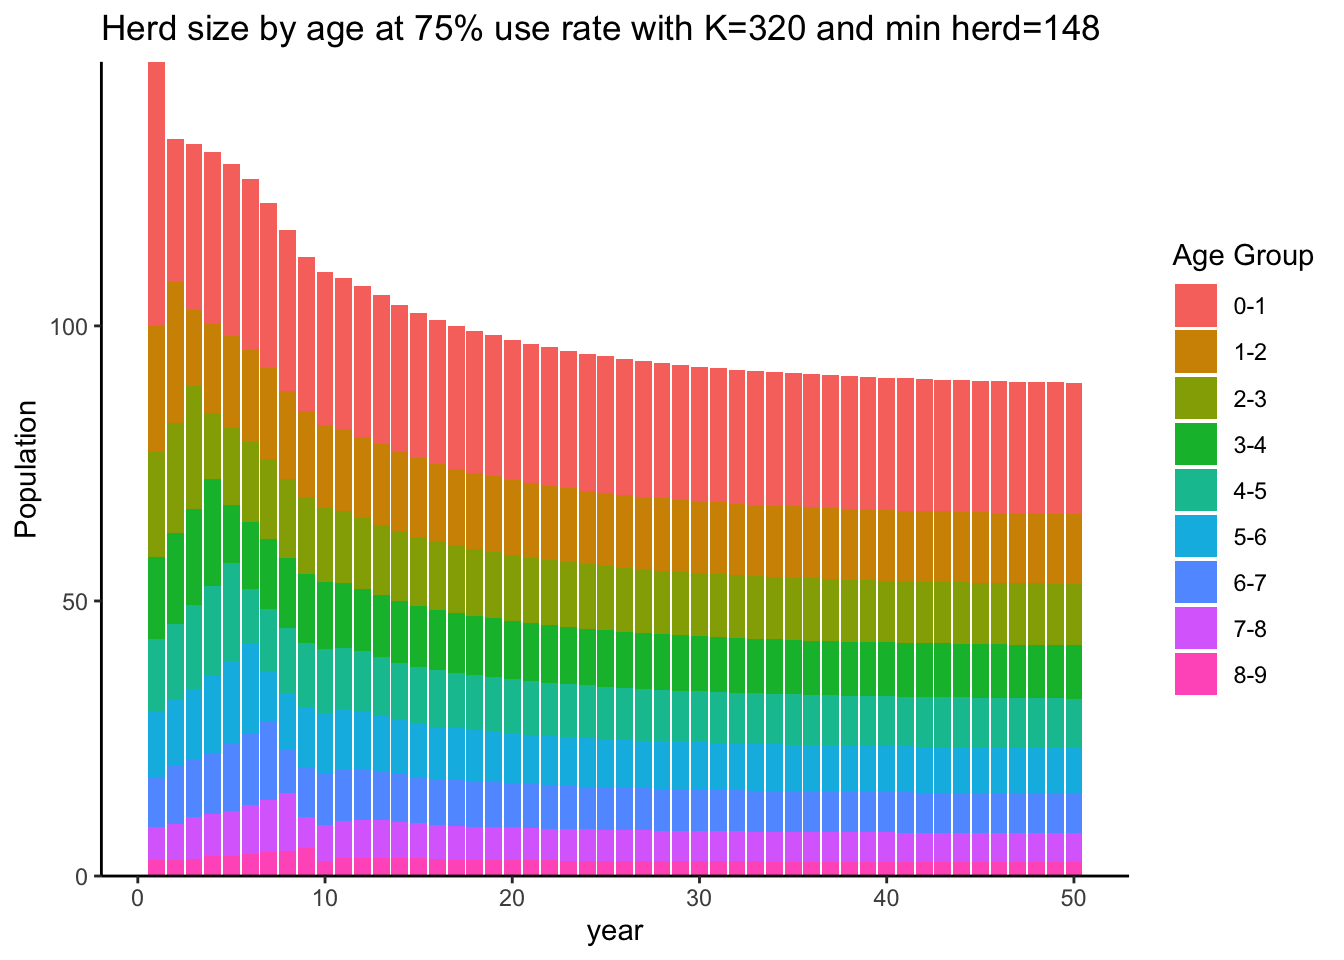 Herd size by age at 75% use rate with K=320 and min herd=148
Population
100
50
0
0 10 20 30 40 50
year
Age Group
0-1
1-2
2-3
3-4
4-5
5-6
6-7
7-8
8-9